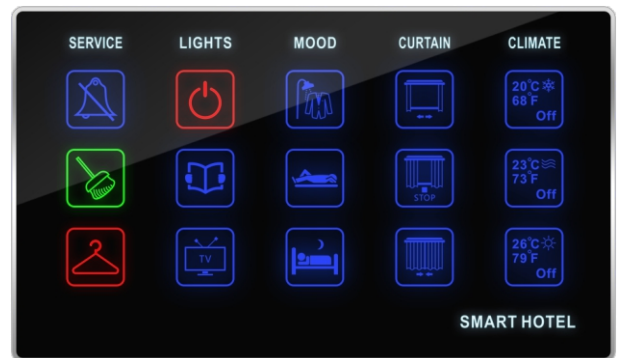 SERVICE LIGHTS MOOD CURTAIN CLIMATE
20°C
68°F
Off
23°C
73°F
Off
STOP
TV
26°C
79°F
Off
SMART HOTEL